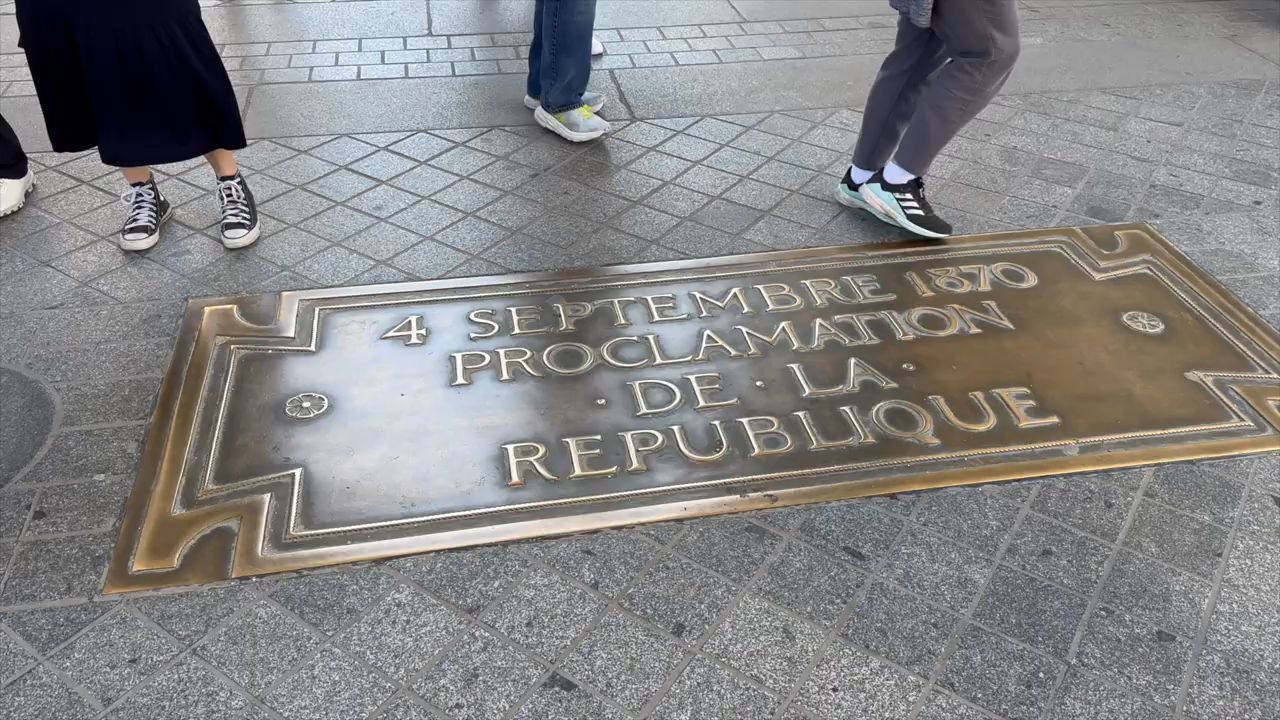 4 SEPTEMBRE 1870
PROCLAMATION
· DE · LA ·
REPUBLIQUE